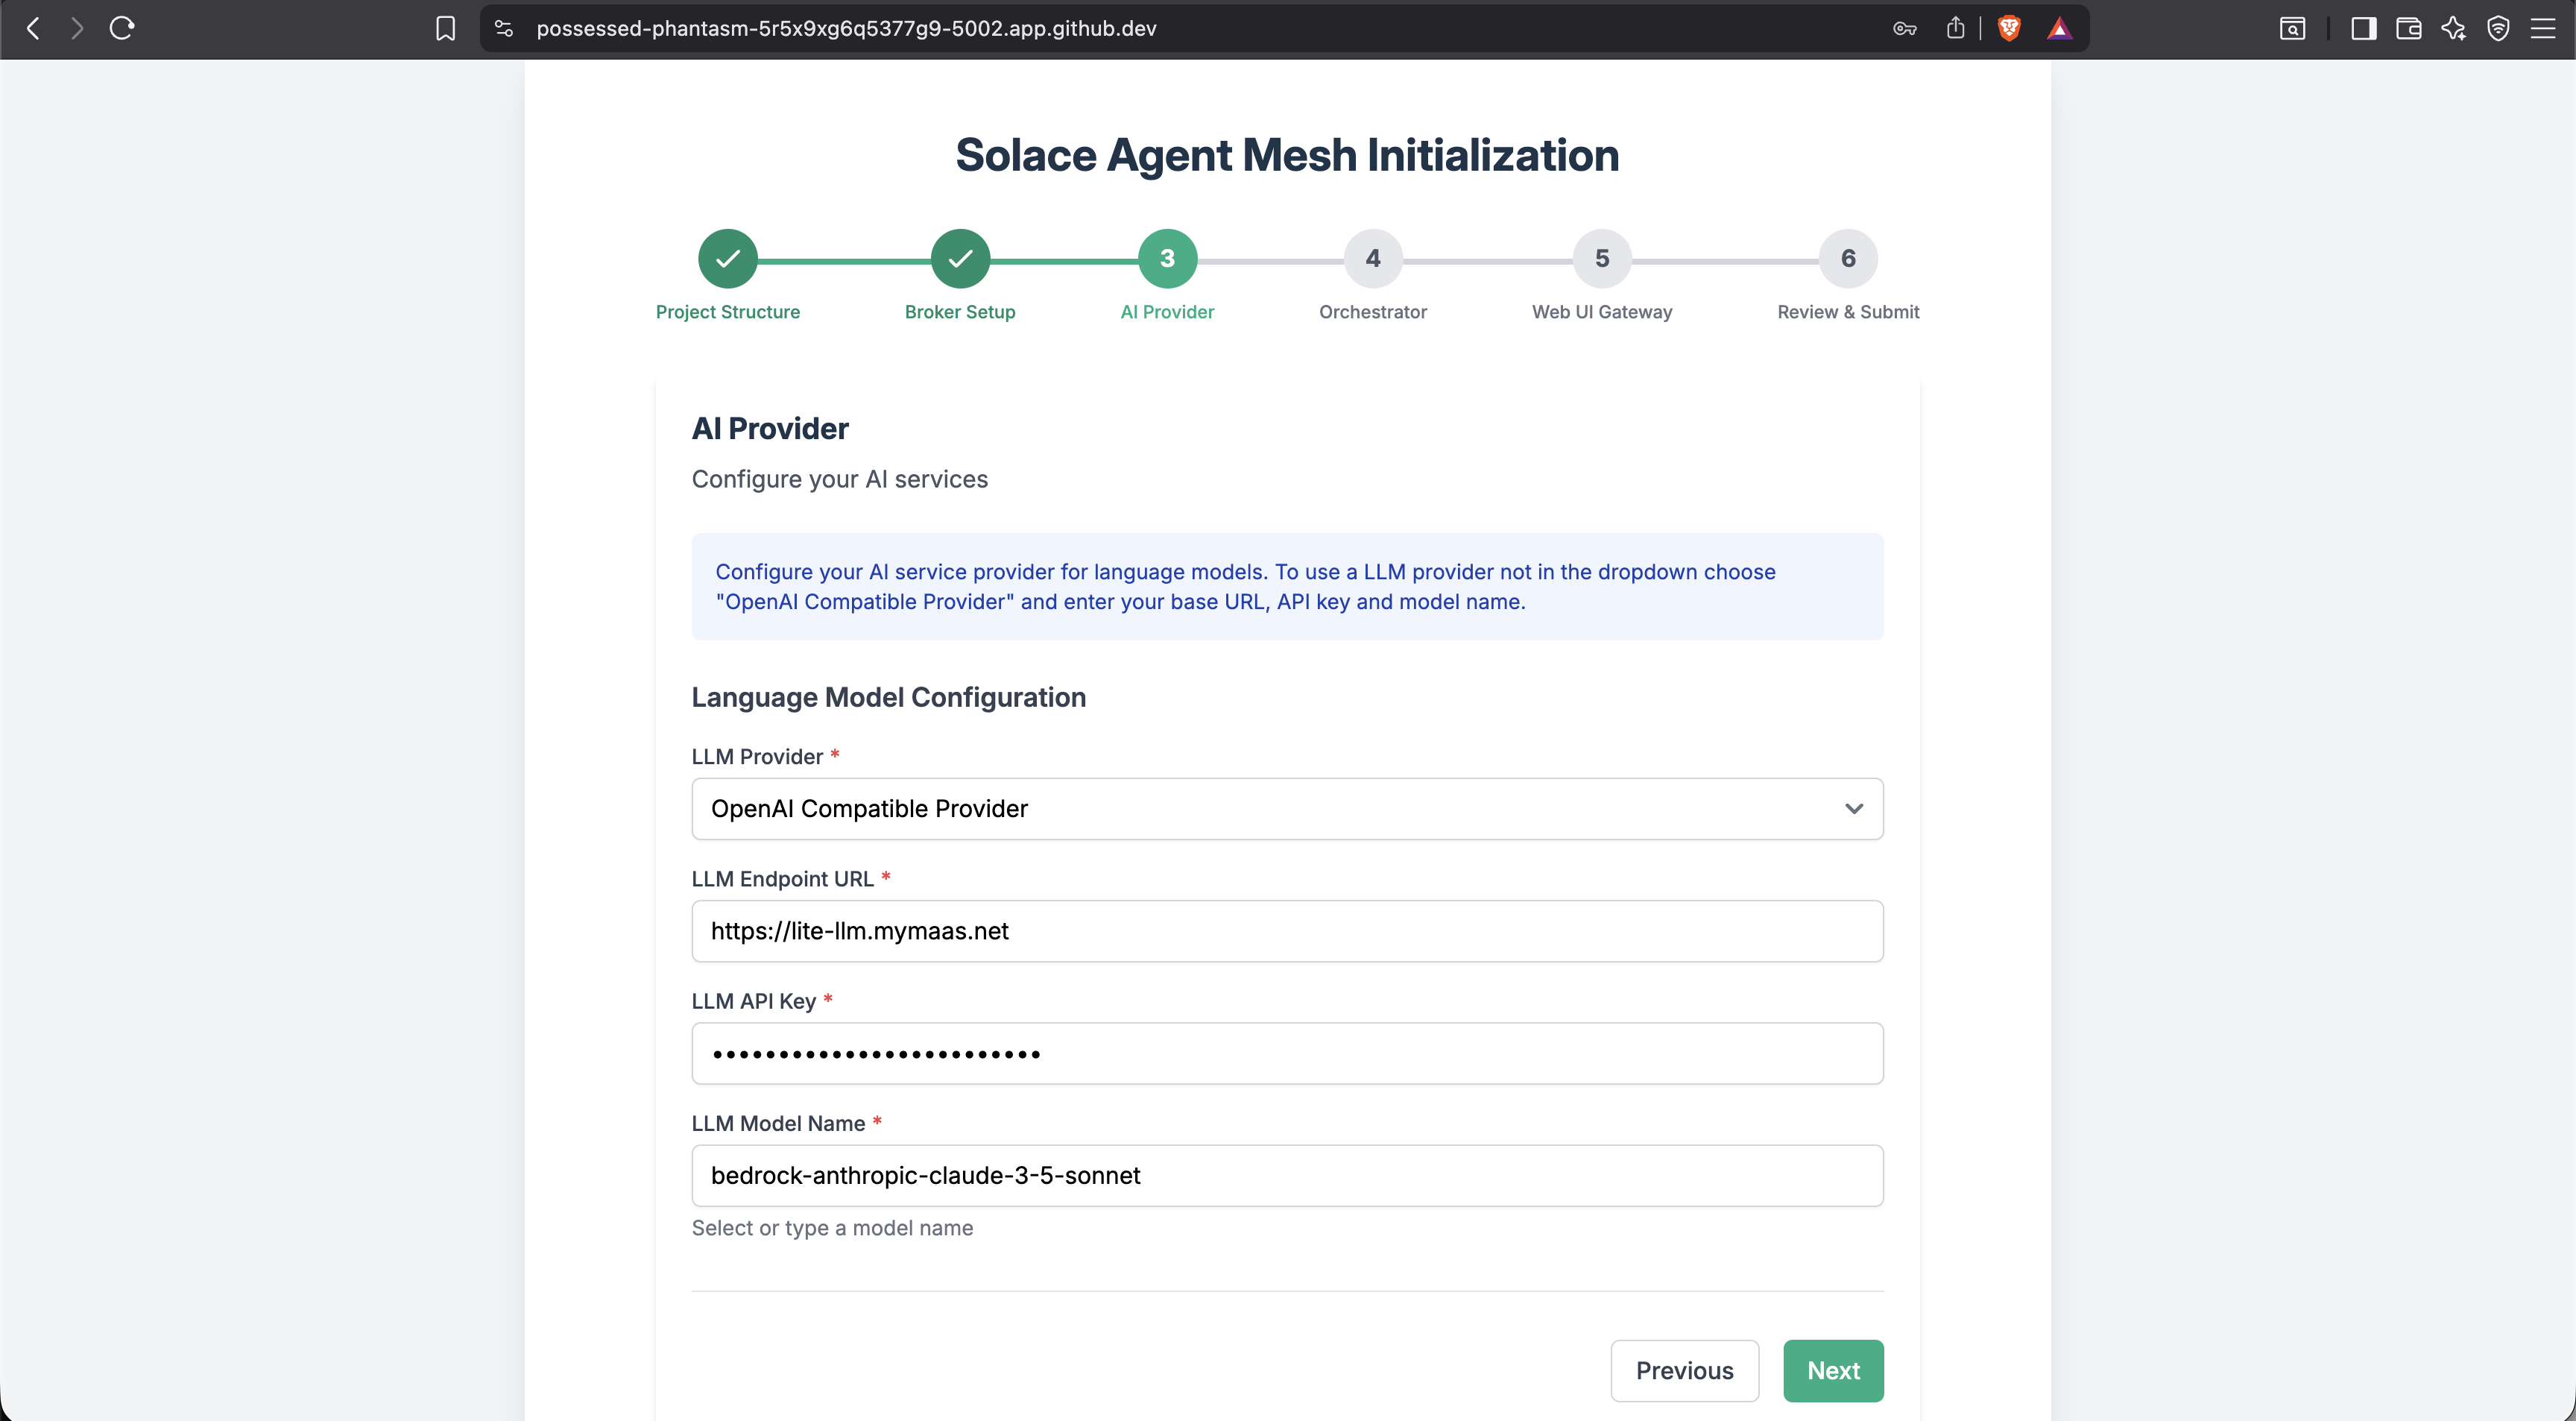 possessed-phantasm-5r5x9xg6q5377g9-5002.app.github.dev
Solace Agent Mesh Initialization
3
4
5
6
Project Structure
Broker Setup
AI Provider
Orchestrator
Web UI Gateway
Review & Submit
AI Provider
Configure your AI services
Configure your AI service provider for language models. To use a LLM provider not in the dropdown choose
"OpenAI Compatible Provider" and enter your base URL, API key and model name.
Language Model Configuration
LLM Provider *
OpenAI Compatible Provider
LLM Endpoint URL *
https://lite-llm.mymaas.net
LLM API Key *
•••••••••••••••••••••••••
LLM Model Name *
bedrock-anthropic-claude-3-5-sonnet
Select or type a model name
Previous
Next